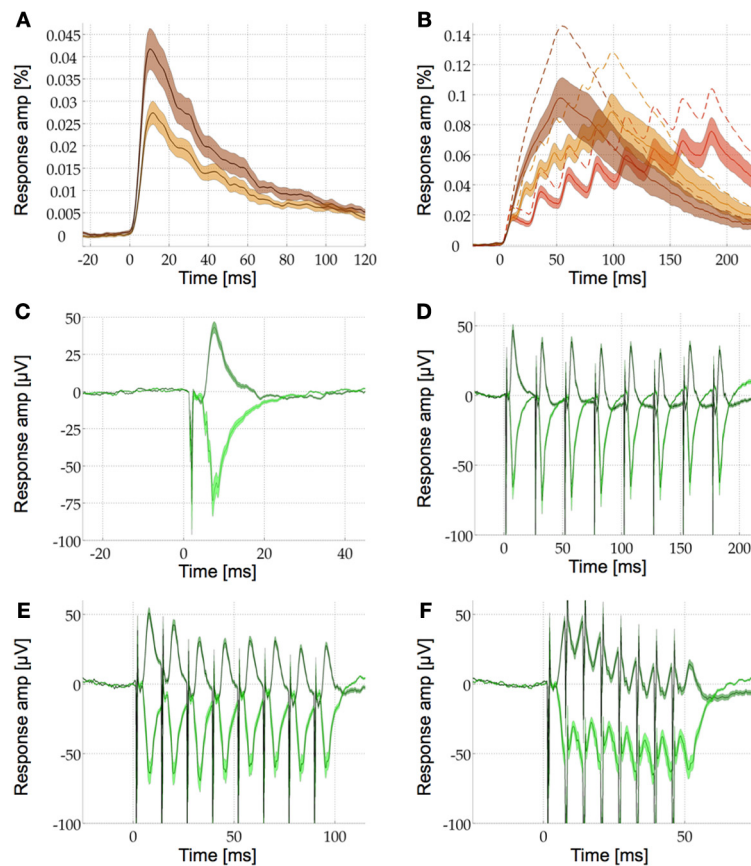 A
B
Response amp [%]
0.045
0.04
0.035
0.03
0.025
0.02
0.015
0.01
0.005
0
-20 0 20 40 60 80 100 120
Time [ms]
Response amp [%]
0.14
0.12
0.1
0.08
0.06
0.04
0.02
0
0 50 100 150 200
Time [ms]
C
D
Response amp [µV]
50
25
0
-25
-50
-75
-100
-20 0 20 40
Time [ms]
Response amp [µV]
50
0
-50
-100
0 50 100 150 200
Time [ms]
E
F
Response amp [µV]
50
0
-50
-100
0 50 100
Time [ms]
Response amp [µV]
50
0
-50
-100
0 50
Time [ms]